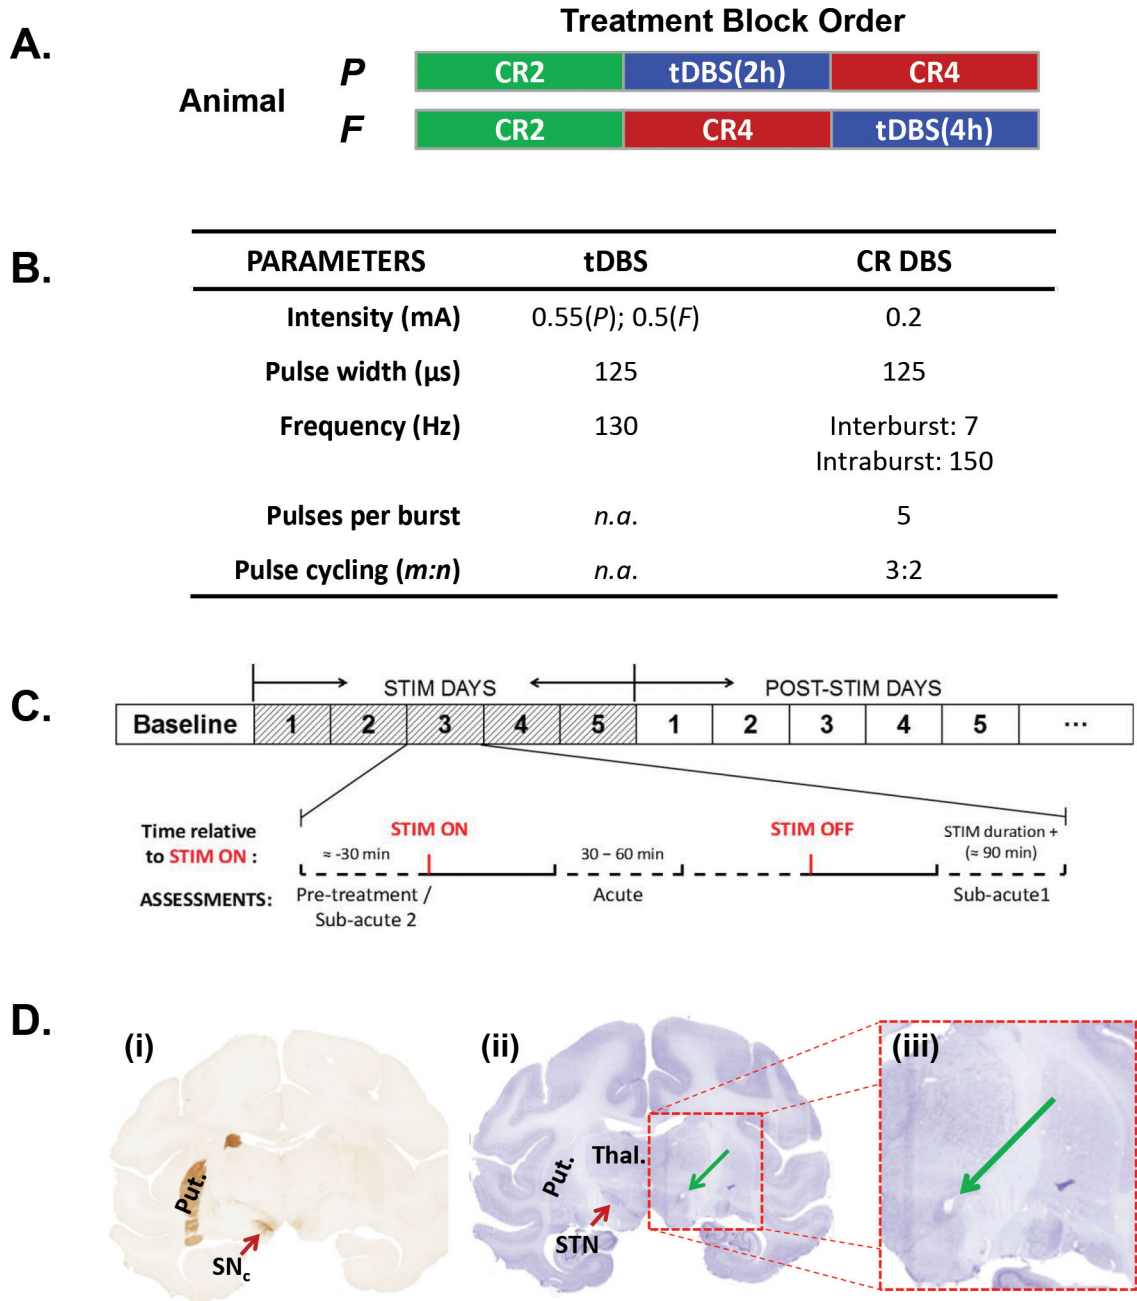 A.
Treatment Block Order
Animal
P CR2 tDBS(2h) CR4
F CR2 CR4 tDBS(4h)
B.
PARAMETERS tDBS CR DBS
Intensity (mA) 0.55(P); 0.5(F) 0.2
Pulse width (µs) 125 125
Frequency (Hz) 130 Interburst: 7
Intraburst: 150
Pulses per burst n.a. 5
Pulse cycling (m:n) n.a. 3:2
C.
STIM DAYS POST-STIM DAYS
Baseline 1 2 3 4 5 1 2 3 4 5 ...
Time relative
to STIM ON :
STIM ON STIM OFF
≈ -30 min 30 – 60 min STIM duration +
(≈ 90 min)
ASSESSMENTS: Pre-treatment /
Sub-acute 2
Acute Sub-acute1
D.
(i) (ii) (iii)
Put.
SNc
Put.
Thal.
STN